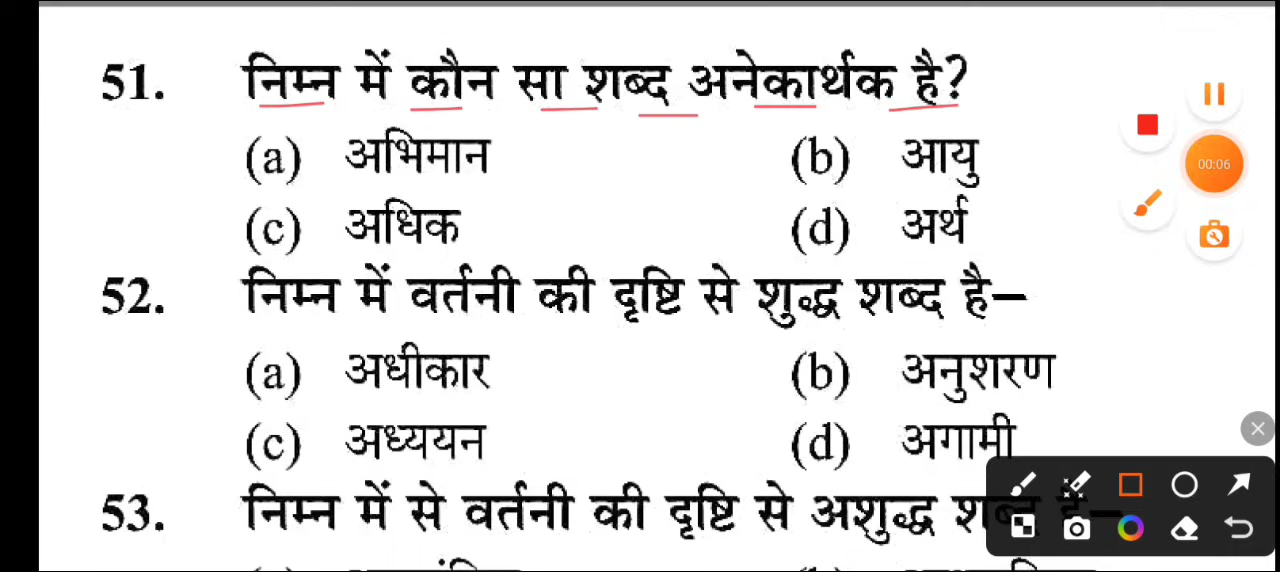 51. निम्न में कौन सा शब्द अनेकार्थक है?
(a) अभिमान (b) आयु
(c) अधिक (d) अर्थ
52. निम्न में वर्तनी की दृष्टि से शुद्ध शब्द है–
(a) अधीकार (b) अनुशरण
(c) अध्ययन (d) अगामी
53. निम्न में से वर्तनी की दृष्टि से अशुद्ध
00:06